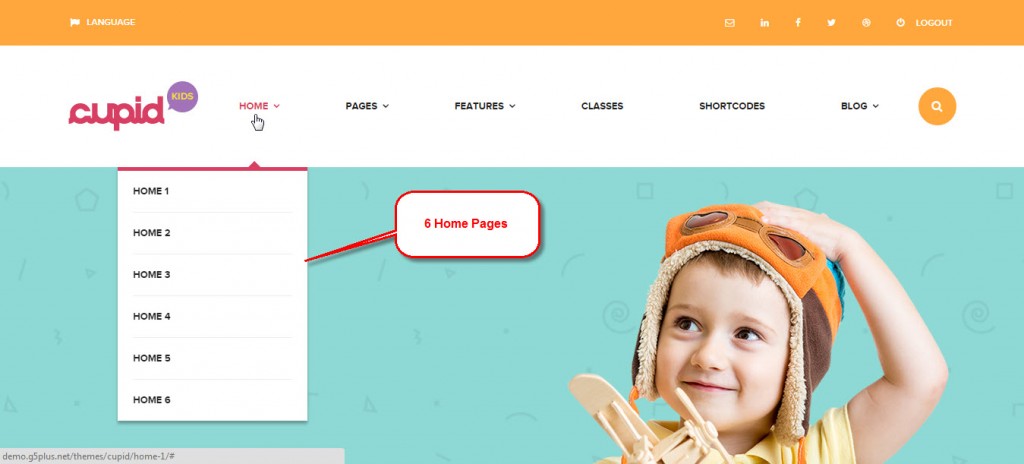 LANGUAGE
LOGOUT
cupid
KIDS
HOME
PAGES
FEATURES
CLASSES
SHORTCODES
BLOG
HOME 1
HOME 2
HOME 3
HOME 4
HOME 5
HOME 6
6 Home Pages
demo.g5plus.net/themes/cupid/home-1/#